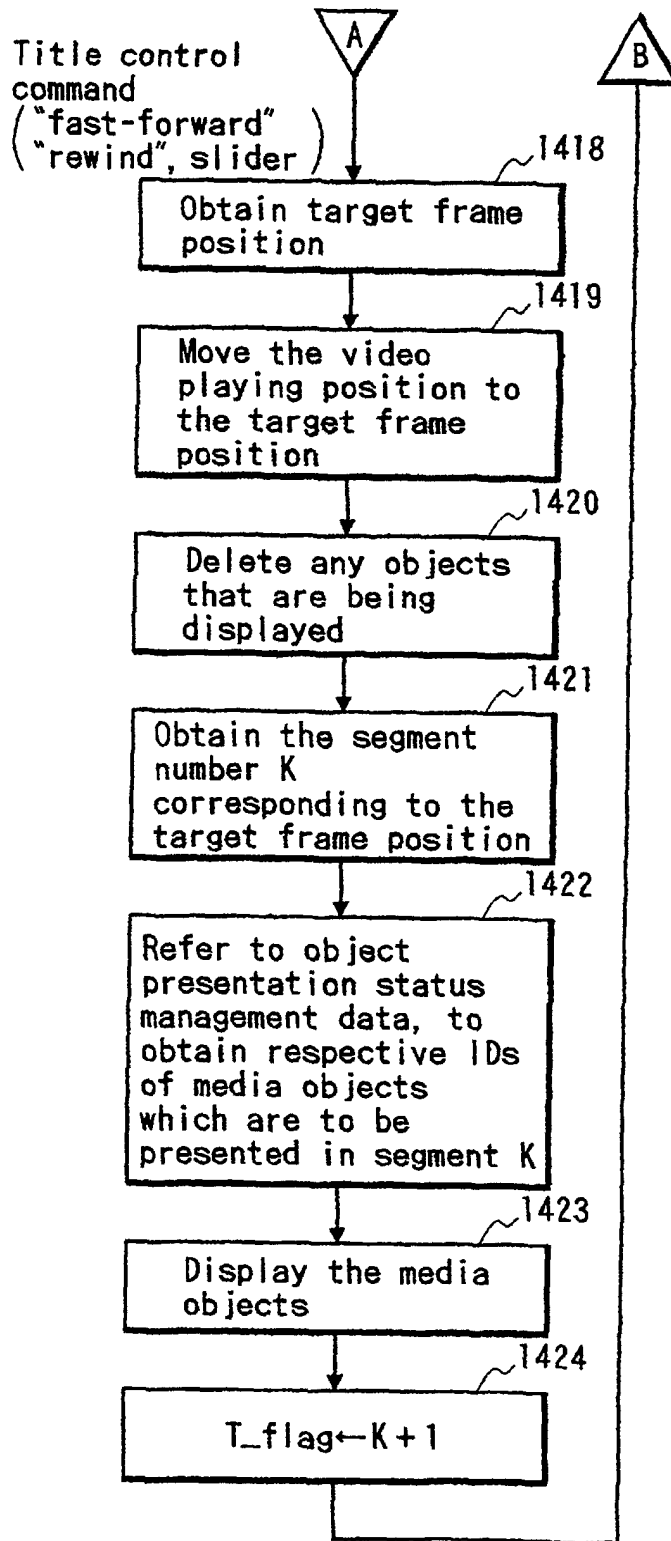 A
B
Title control
command
("fast-forward"
"rewind", slider)
1418
Obtain target frame
position
1419
Move the video
playing position to
the target frame
position
1420
Delete any objects
that are being
displayed
1421
Obtain the segment
number K
corresponding to the
target frame position
1422
Refer to object
presentation status
management data, to
obtain respective IDs
of media objects
which are to be
presented in segment K
1423
Display the media
objects
1424
T_flag←K+1